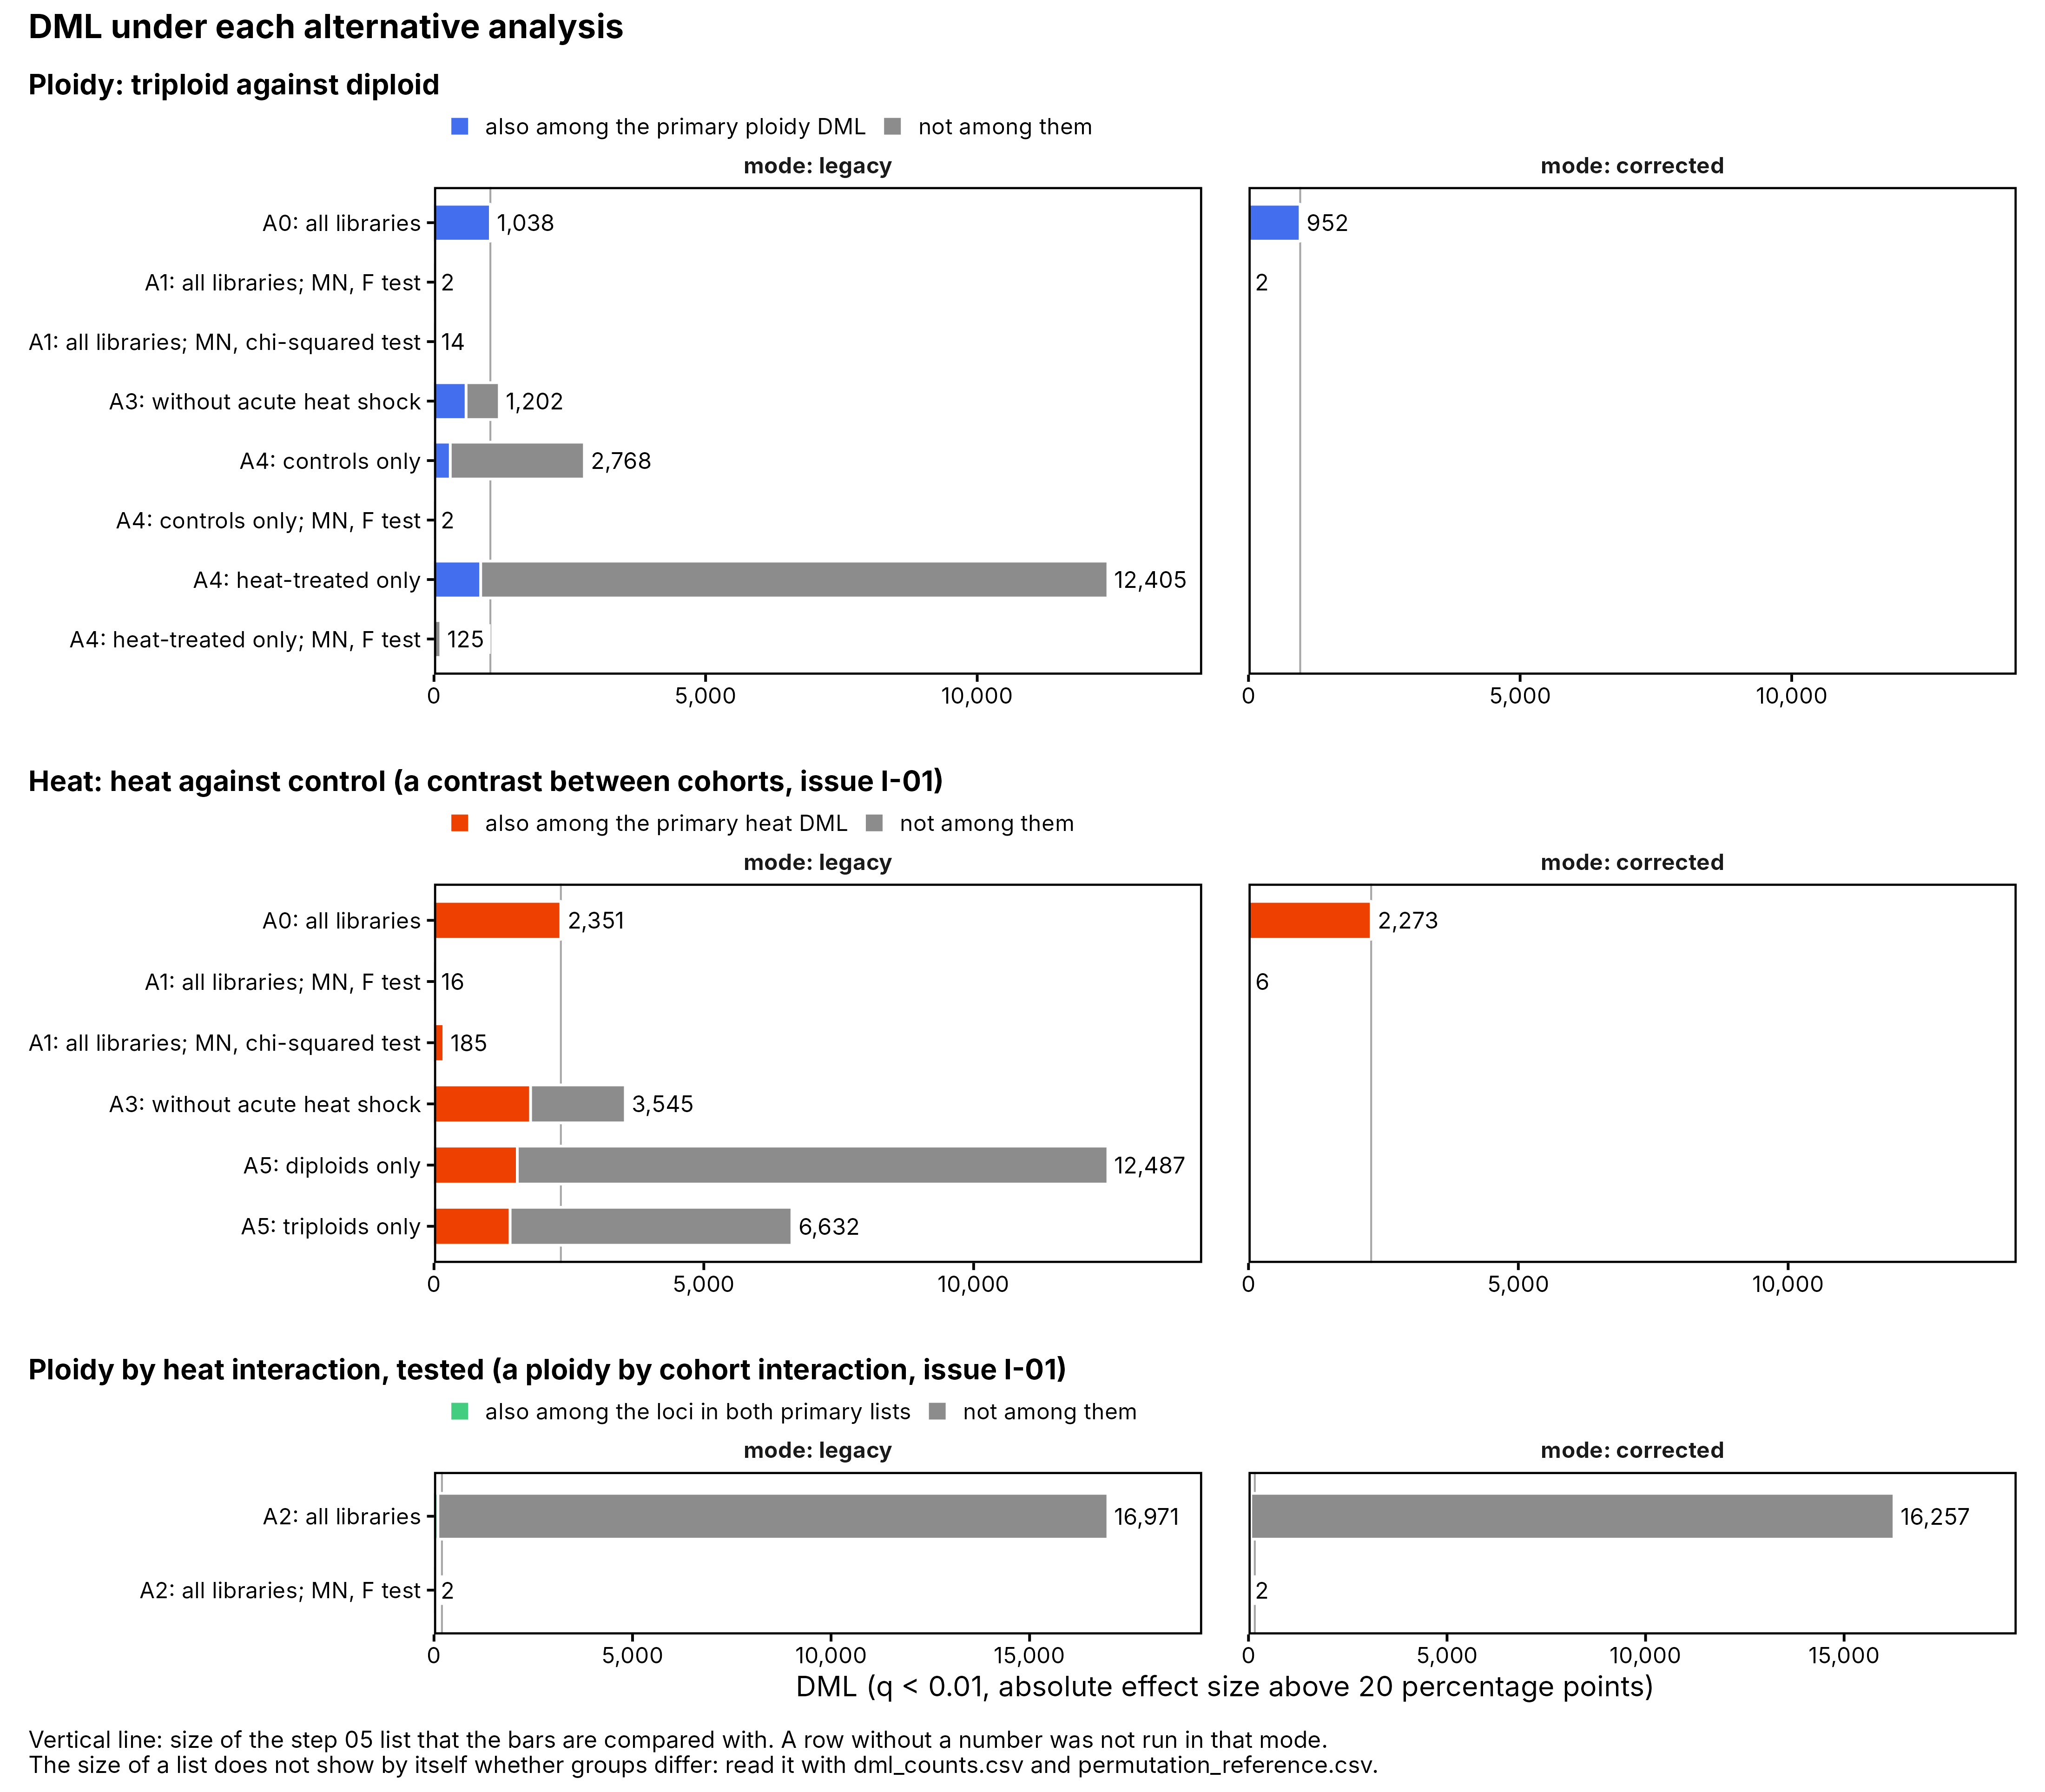 DML under each alternative analysis
Ploidy: triploid against diploid
also among the primary ploidy DML
not among them
mode: legacy
mode: corrected
A0: all libraries
1,038
952
A1: all libraries; MN, F test
2
2
A1: all libraries; MN, chi-squared test
14
A3: without acute heat shock
1,202
A4: controls only
2,768
A4: controls only; MN, F test
2
A4: heat-treated only
12,405
A4: heat-treated only; MN, F test
125
0
5,000
10,000
0
5,000
10,000
Heat: heat against control (a contrast between cohorts, issue I-01)
also among the primary heat DML
not among them
mode: legacy
mode: corrected
A0: all libraries
2,351
2,273
A1: all libraries; MN, F test
16
6
A1: all libraries; MN, chi-squared test
185
A3: without acute heat shock
3,545
A5: diploids only
12,487
A5: triploids only
6,632
0
5,000
10,000
0
5,000
10,000
Ploidy by heat interaction, tested (a ploidy by cohort interaction, issue I-01)
also among the loci in both primary lists
not among them
mode: legacy
mode: corrected
A2: all libraries
16,971
16,257
A2: all libraries; MN, F test
2
2
0
5,000
10,000
15,000
0
5,000
10,000
15,000
DML (q < 0.01, absolute effect size above 20 percentage points)
Vertical line: size of the step 05 list that the bars are compared with. A row without a number was not run in that mode.
The size of a list does not show by itself whether groups differ: read it with dml_counts.csv and permutation_reference.csv.